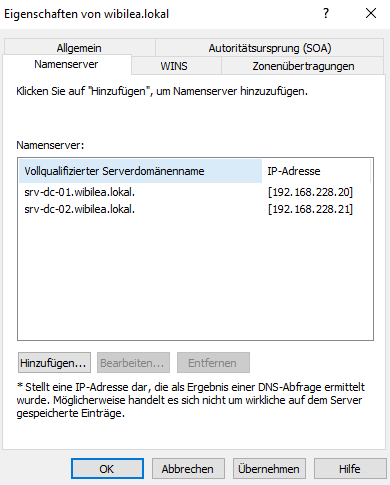 Eigenschaften von wibilea.lokal
?
Allgemein
Autoritätsursprung (SOA)
Namenserver
WINS
Zonenübertragungen
Klicken Sie auf "Hinzufügen", um Namenserver hinzuzufügen.
Namenserver:
Vollqualifizierter Serverdomänenname IP-Adresse
srv-dc-01.wibilea.lokal. [192.168.228.20]
srv-dc-02.wibilea.lokal. [192.168.228.21]
Hinzufügen... Bearbeiten... Entfernen
* Stellt eine IP-Adresse dar, die als Ergebnis einer DNS-Abfrage ermittelt
wurde. Möglicherweise handelt es sich nicht um wirkliche auf dem Server
gespeicherte Einträge.
OK Abbrechen Übernehmen Hilfe